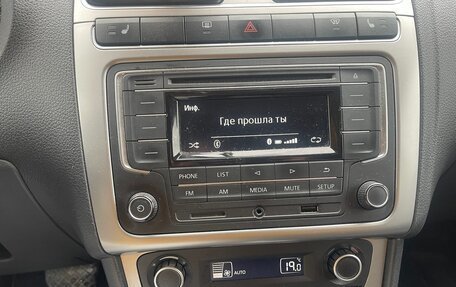 Инф.
Где прошла ты
PHONE LIST
FM AM MEDIA MUTE SETUP
AUTO 19.0 °C